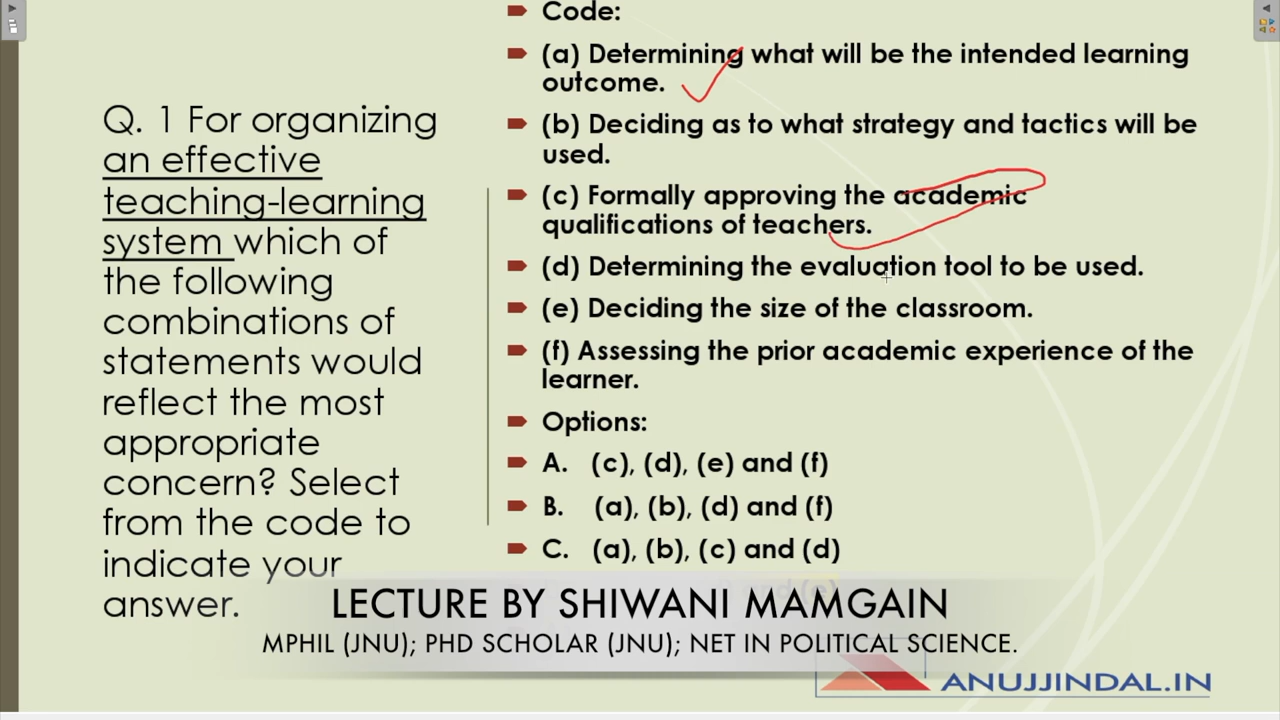 Q. 1 For organizing
an effective
teaching-learning
system which of
the following
combinations of
statements would
reflect the most
appropriate
concern? Select
from the code to
indicate your
answer.
Code:
(a) Determining what will be the intended learning
outcome.
(b) Deciding as to what strategy and tactics will be
used.
(c) Formally approving the academic
qualifications of teachers.
(d) Determining the evaluation tool to be used.
(e) Deciding the size of the classroom.
(f) Assessing the prior academic experience of the
learner.
Options:
A. (c), (d), (e) and (f)
B. (a), (b), (d) and (f)
C. (a), (b), (c) and (d)
LECTURE BY SHIWANI MAMGAIN
MPHIL (JNU); PHD SCHOLAR (JNU); NET IN POLITICAL SCIENCE.
ANUJJINDAL.IN